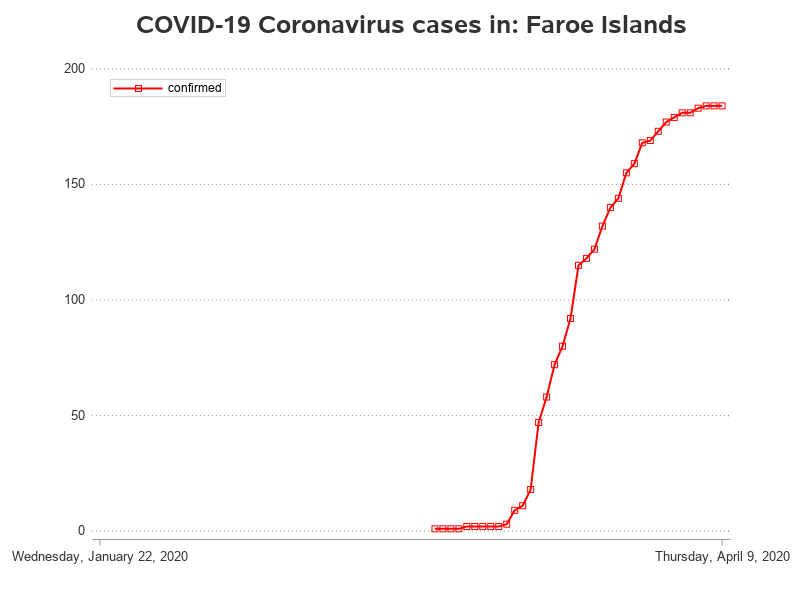 COVID-19 Coronavirus cases in: Faroe Islands
200
confirmed
150
100
50
0
Wednesday, January 22, 2020 Thursday, April 9, 2020